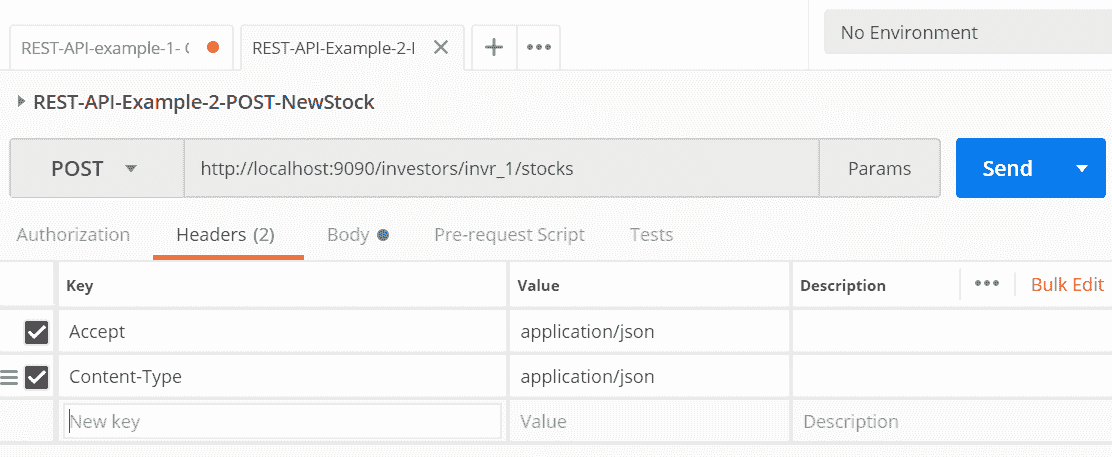 REST-API-example-1- G
REST-API-Example-2-I
No Environment
REST-API-Example-2-POST-NewStock
POST http://localhost:9090/investors/invr_1/stocks Params Send
Authorization Headers (2) Body Pre-request Script Tests
Key Value Description Bulk Edit
Accept application/json
Content-Type application/json
New key Value Description